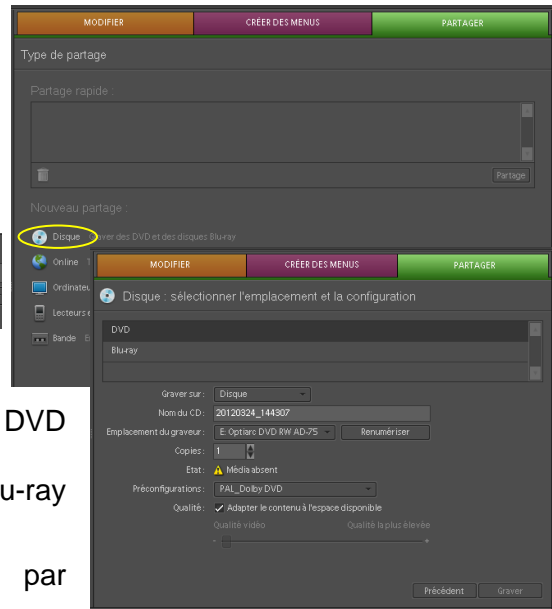 MODIFIER CRÉER DES MENUS PARTAGER
Type de partage
Partage rapide :
Partage
Nouveau partage :
Disque Graver des DVD et des disques Blu-ray
Online
Ordinateu
Lecteurs e
Bande
MODIFIER CRÉER DES MENUS PARTAGER
Disque : sélectionner l'emplacement et la configuration
DVD
Blu-ray
Graver sur : Disque
Nom du CD : 20120324_144307
Emplacement du graveur : E: Optiarc DVD RW AD-75 Renumériser
Copies : 1
Etat : Média absent
Préconfigurations : PAL_Dolby DVD
Qualité : Adapter le contenu à l'espace disponible
Qualité vidéo Qualité la plus élevée
- +
Précédent Graver
DVD
u-ray
par